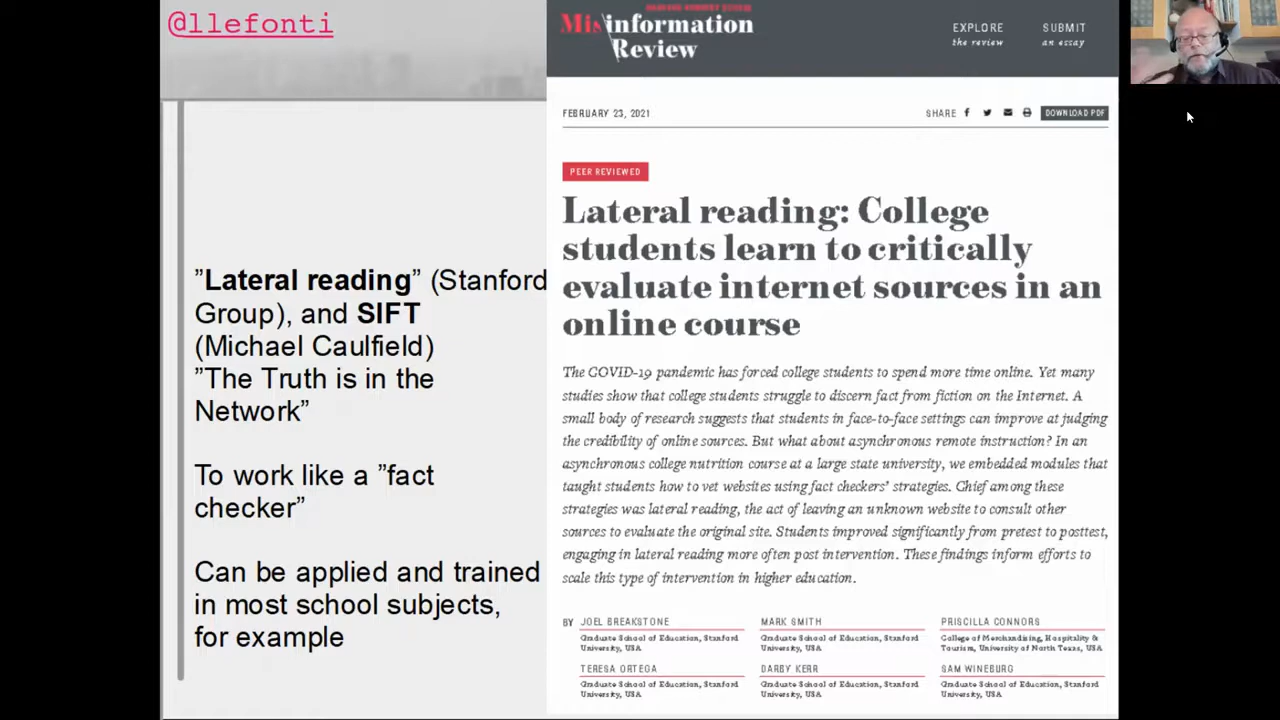 @llefonti
"Lateral reading" (Stanford
Group), and SIFT
(Michael Caulfield)
"The Truth is in the
Network"
To work like a "fact
checker"
Can be applied and trained
in most school subjects,
for example
Misinformation
Review
EXPLORE
the review
SUBMIT
an essay
FEBRUARY 23, 2021
SHARE
DOWNLOAD PDF
PEER REVIEWED
Lateral reading: College
students learn to critically
evaluate internet sources in an
online course
The COVID-19 pandemic has forced college students to spend more time online. Yet many
studies show that college students struggle to discern fact from fiction on the Internet. A
small body of research suggests that students in face-to-face settings can improve at judging
the credibility of online sources. But what about asynchronous remote instruction? In an
asynchronous college nutrition course at a large state university, we embedded modules that
taught students how to vet websites using fact checkers' strategies. Chief among these
strategies was lateral reading, the act of leaving an unknown website to consult other
sources to evaluate the original site. Students improved significantly from pretest to posttest,
engaging in lateral reading more often post intervention. These findings inform efforts to
scale this type of intervention in higher education.
BY JOEL BREAKSTONE
Graduate School of Education, Stanford
University, USA
MARK SMITH
Graduate School of Education, Stanford
University, USA
PRISCILLA CONNORS
College of Merchandising, Hospitality &
Tourism, University of North Texas, USA
TERESA ORTEGA
Graduate School of Education, Stanford
University, USA
DARBY KERR
Graduate School of Education, Stanford
University, USA
SAM WINEBURG
Graduate School of Education, Stanford
University, USA